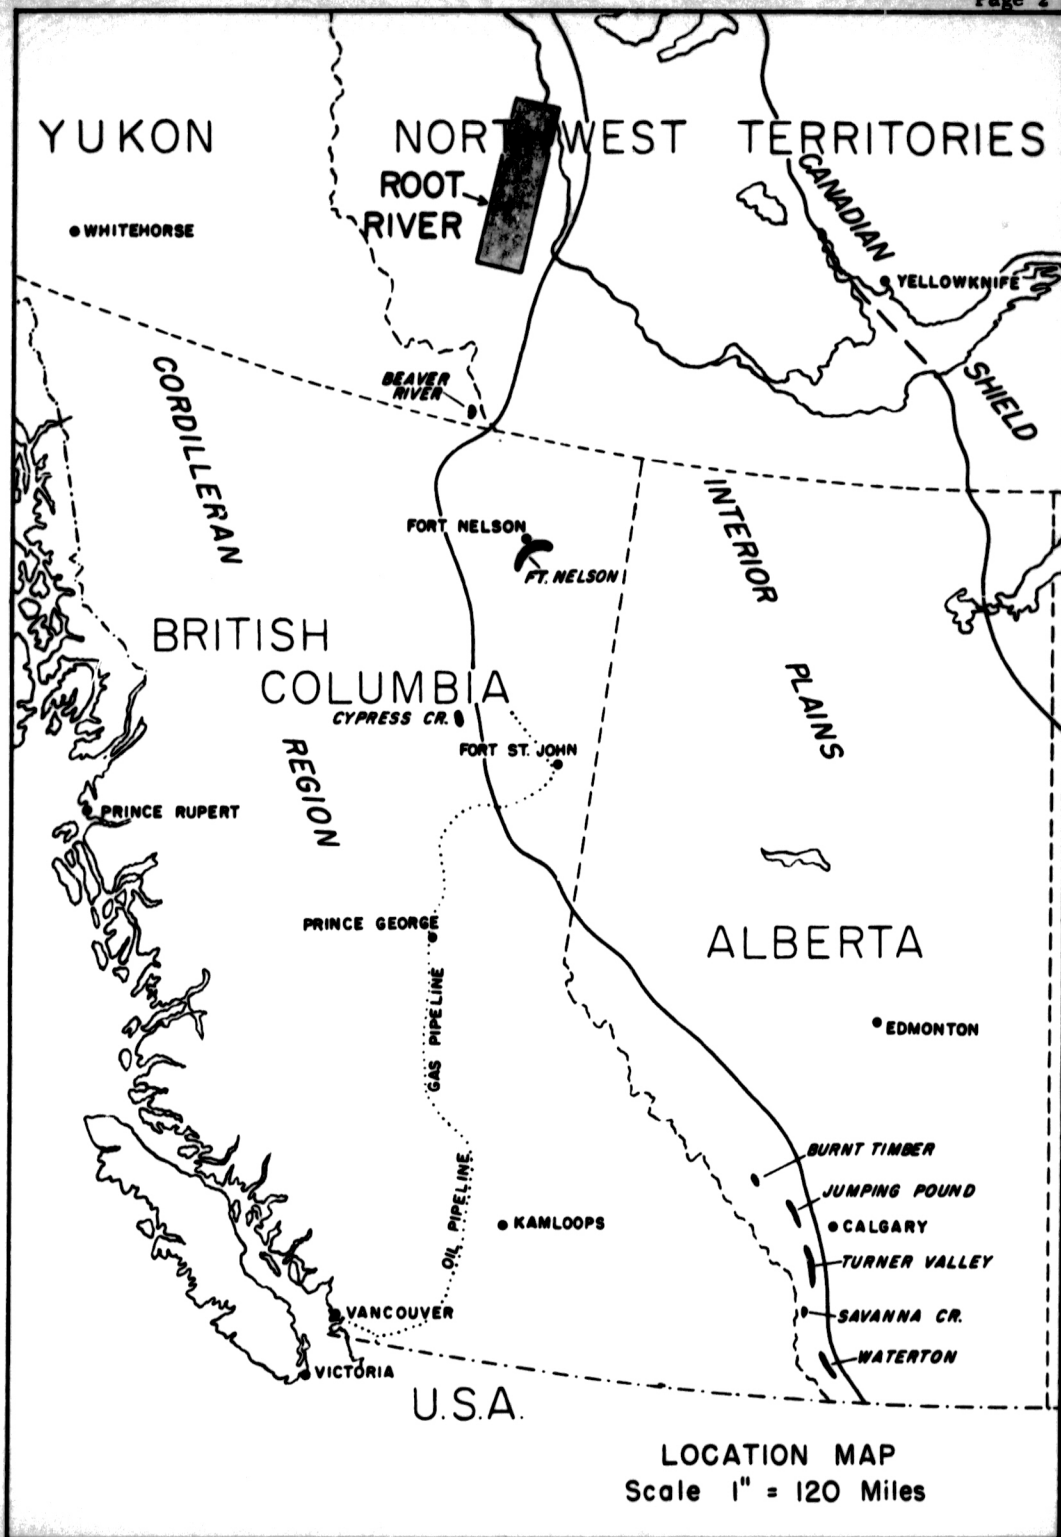 Page 2
YUKON
NORTHWEST TERRITORIES
ROOT
RIVER
CANADIAN
WHITEHORSE
YELLOWKNIFE
SHIELD
BEAVER
RIVER
CORDILLERAN
INTERIOR
FORT NELSON
FT. NELSON
BRITISH
COLUMBIA
PLAINS
CYPRESS CR.
REGION
FORT ST. JOHN
PRINCE RUPERT
PRINCE GEORGE
ALBERTA
GAS PIPELINE
EDMONTON
BURNT TIMBER
JUMPING POUND
OIL PIPELINE
KAMLOOPS
CALGARY
TURNER VALLEY
VANCOUVER
SAVANNA CR.
WATERTON
VICTORIA
U.S.A.
LOCATION MAP
Scale 1" = 120 Miles